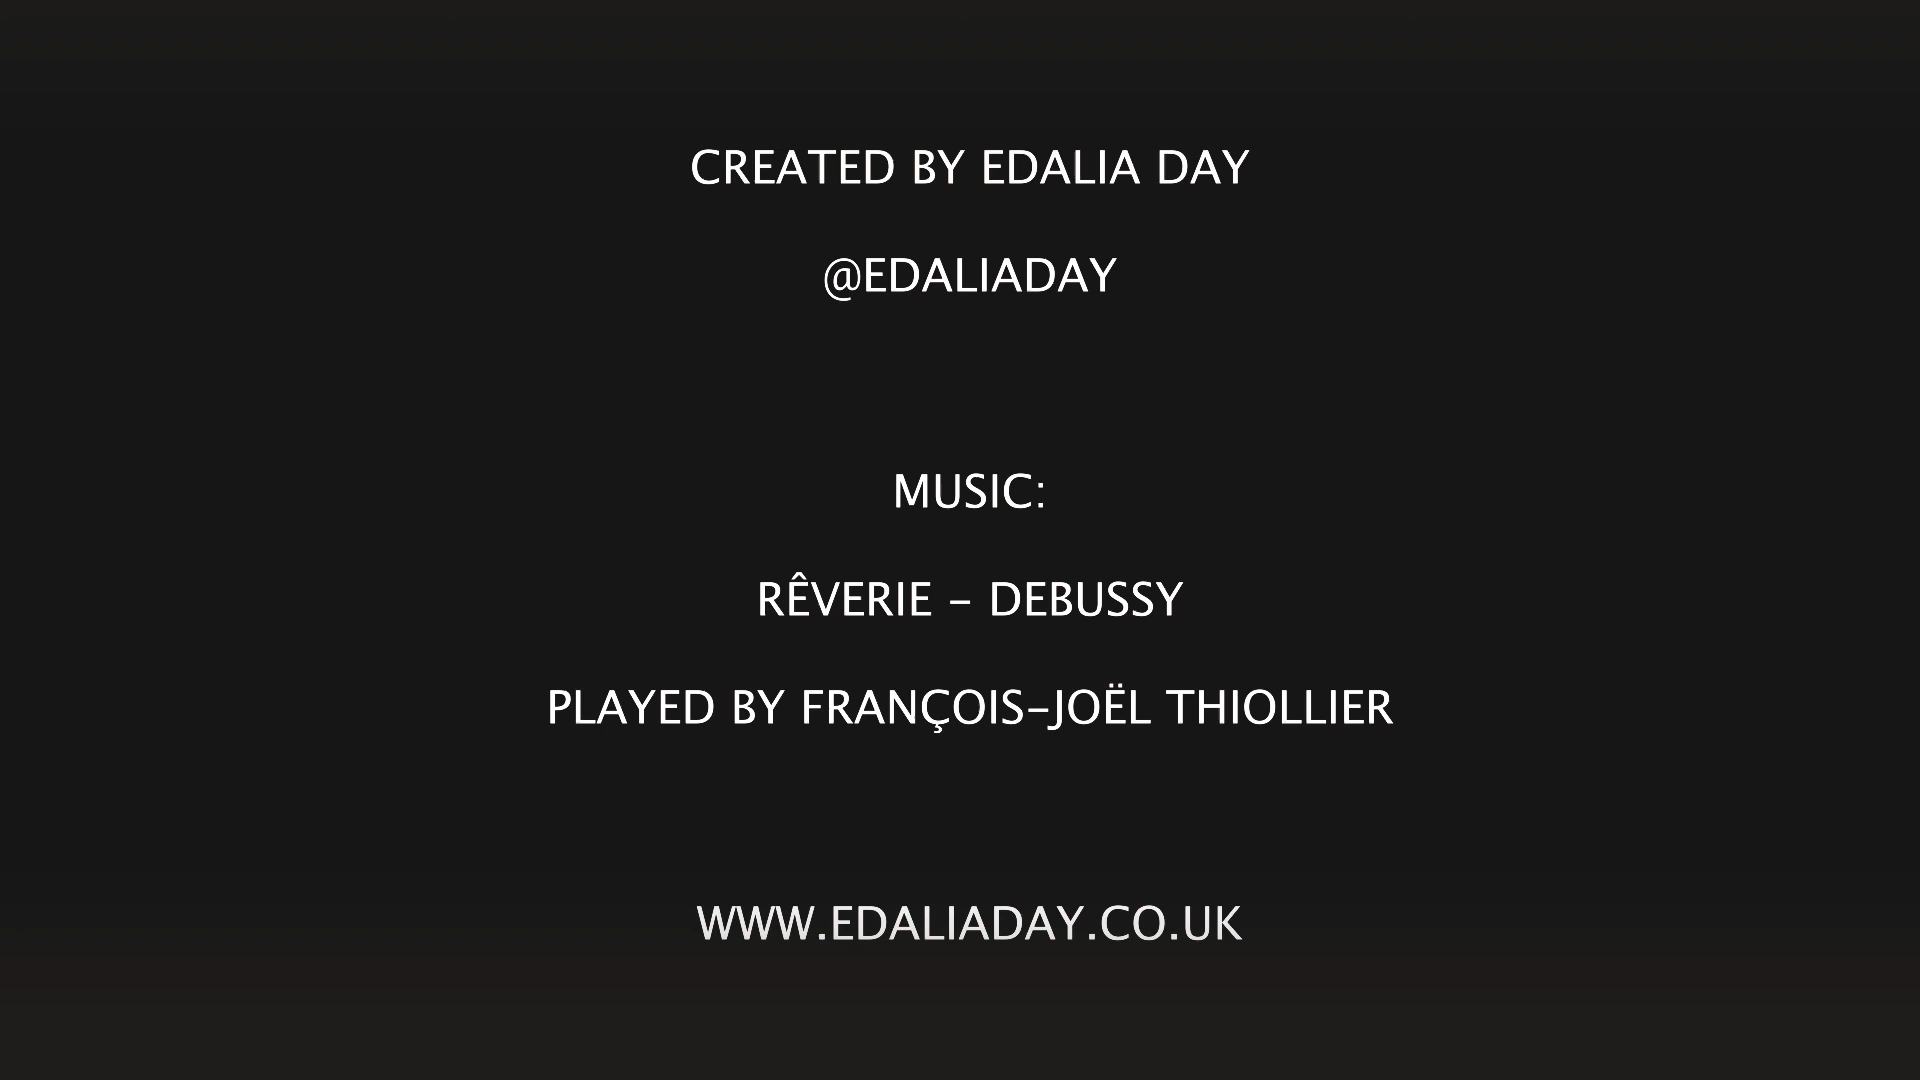 CREATED BY EDALIA DAY
@EDALIADAY
MUSIC:
RÊVERIE – DEBUSSY
PLAYED BY FRANÇOIS-JOËL THIOLLIER
WWW.EDALIADAY.CO.UK